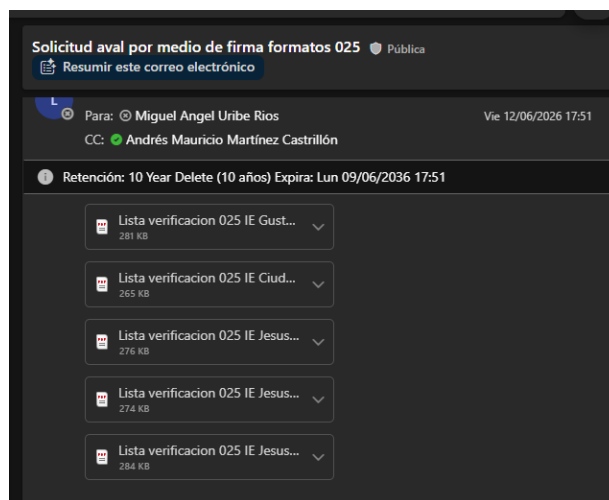 Solicitud aval por medio de firma formatos 025 Pública
Resumir este correo electrónico
L
Para: Miguel Angel Uribe Rios Vie 12/06/2026 17:51
CC: Andrés Mauricio Martínez Castrillón
Retención: 10 Year Delete (10 años) Expira: Lun 09/06/2036 17:51
Lista verificacion 025 IE Gust...
281 KB
Lista verificacion 025 IE Ciud...
265 KB
Lista verificacion 025 IE Jesus...
276 KB
Lista verificacion 025 IE Jesus...
274 KB
Lista verificacion 025 IE Jesus...
284 KB